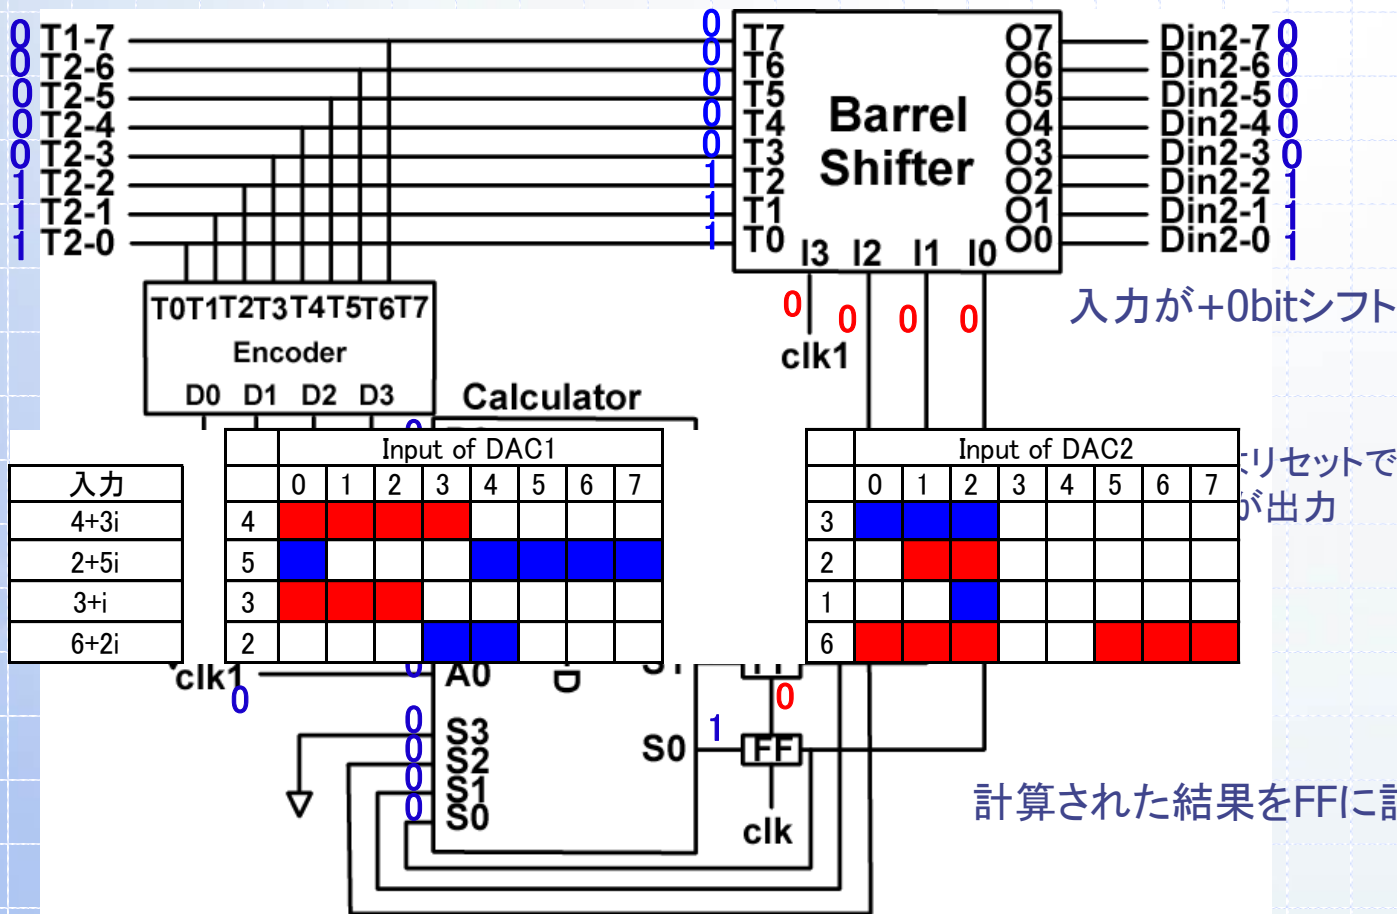 0 T1-7 0 T7 O7 Din2-7 0
0 T2-6 0 T6 O6 Din2-6 0
0 T2-5 0 T5 O5 Din2-5 0
0 T2-4 0 T4 O4 Din2-4 0
0 T2-3 0 T3 O3 Din2-3 0
1 T2-2 1 T2 O2 Din2-2 1
1 T2-1 1 T1 O1 Din2-1 1
1 T2-0 1 T0 O0 Din2-0 1
Barrel
Shifter
I3 I2 I1 I0
0 0 0 0
clk1
入力が+0bitシフト
T0T1T2T3T4T5T6T7
Encoder
D0 D1 D2 D3
Calculator
0
入力
4+3i
2+5i
3+i
6+2i
Input of DAC1
0 1 2 3 4 5 6 7
4
5
3
2
Input of DAC2
0 1 2 3 4 5 6 7
3
2
1
6
リセットで
が出力
clk1 0 A0 D
0
0
0 S3
0 S2
0 S1
0 S0
S0 1 FF
clk
計算された結果をFFに